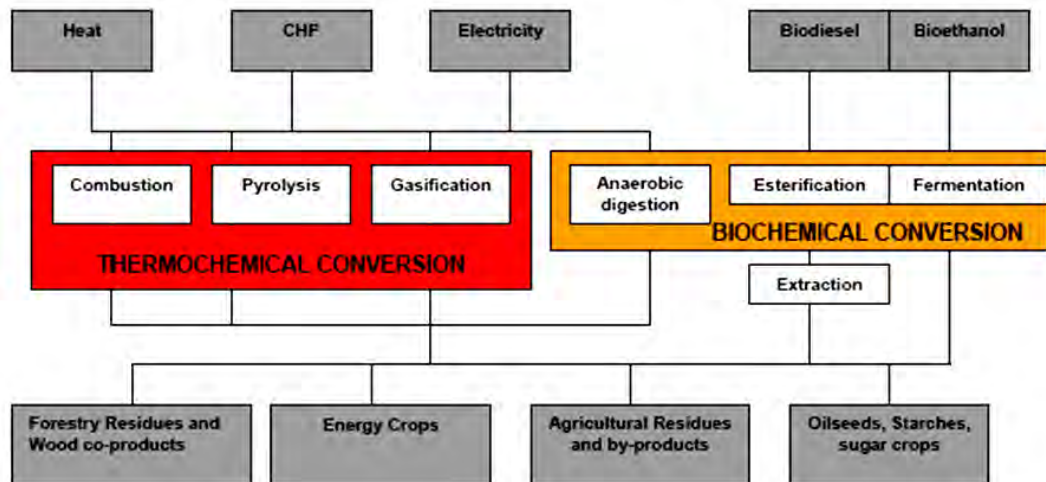 Heat
CHF
Electricity
Biodiesel
Bioethanol
Combustion
Pyrolysis
Gasification
Anaerobic
digestion
Esterification
Fermentation
THERMOCHEMICAL CONVERSION
BIOCHEMICAL CONVERSION
Extraction
Forestry Residues and
Wood co-products
Energy Crops
Agricultural Residues
and by-products
Oilseeds, Starches,
sugar crops